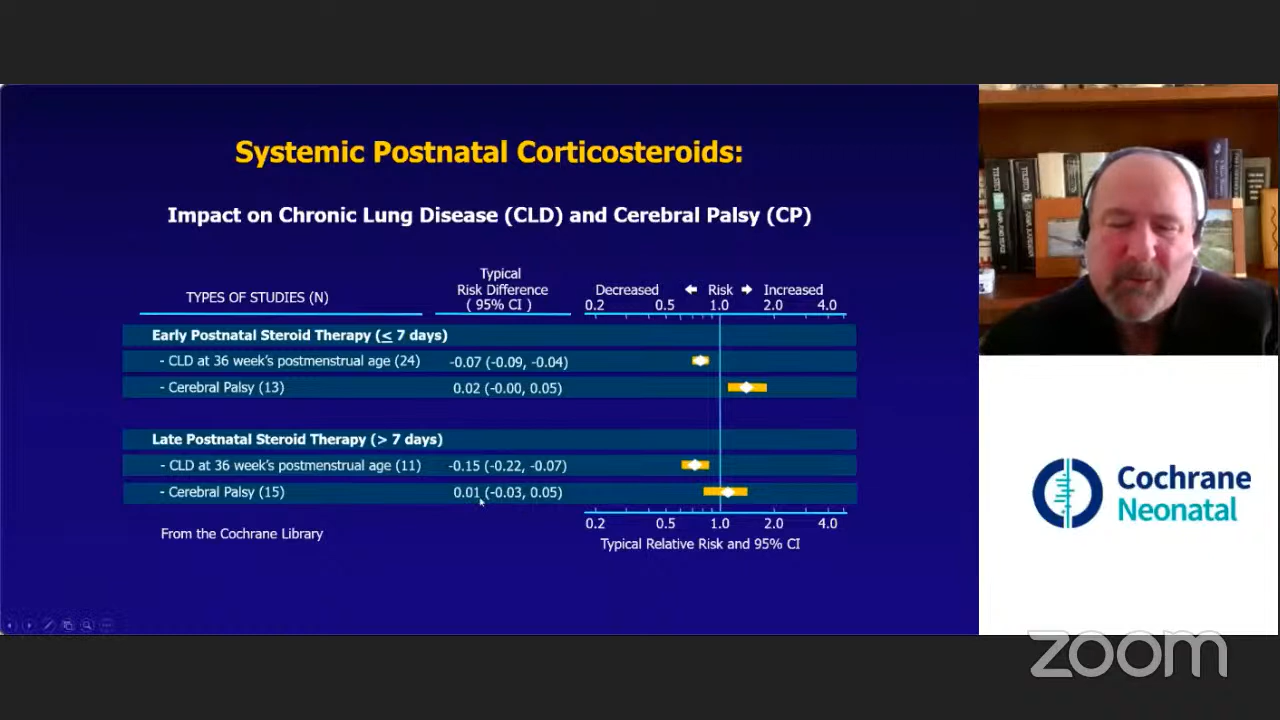 Systemic Postnatal Corticosteroids:
Impact on Chronic Lung Disease (CLD) and Cerebral Palsy (CP)
TYPES OF STUDIES (N)
Typical
Risk Difference
( 95% CI )
Decreased ← Risk → Increased
0.2 0.5 1.0 2.0 4.0
Early Postnatal Steroid Therapy (≤ 7 days)
- CLD at 36 week's postmenstrual age (24) -0.07 (-0.09, -0.04)
- Cerebral Palsy (13) 0.02 (-0.00, 0.05)
Late Postnatal Steroid Therapy (> 7 days)
- CLD at 36 week's postmenstrual age (11) -0.15 (-0.22, -0.07)
- Cerebral Palsy (15) 0.01 (-0.03, 0.05)
0.2 0.5 1.0 2.0 4.0
From the Cochrane Library
Typical Relative Risk and 95% CI
Cochrane
Neonatal
zoom